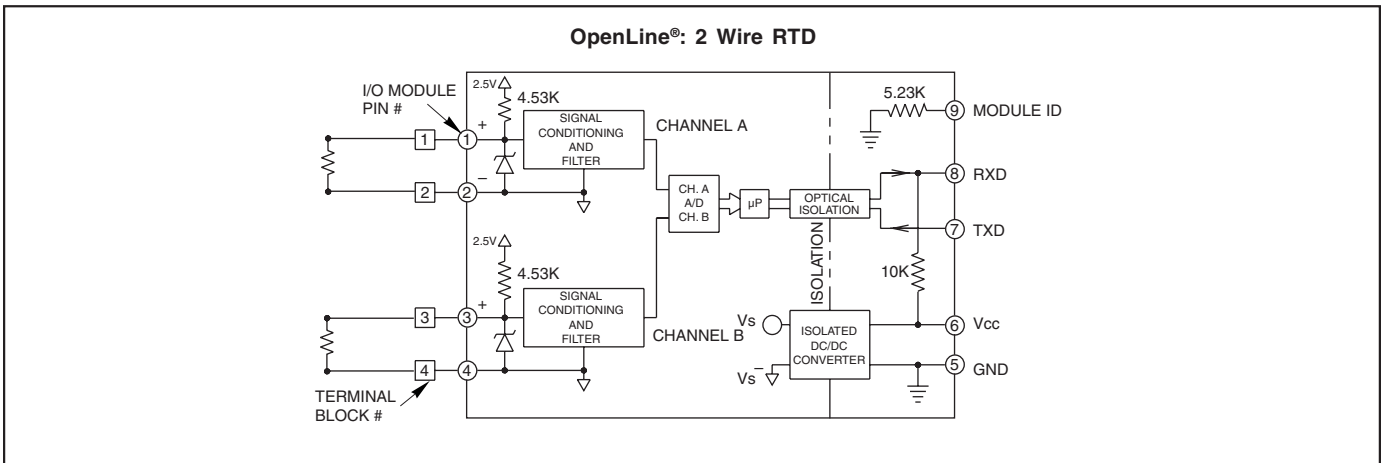 OpenLine®: 2 Wire RTD
I/O MODULE
PIN #
2.5V
4.53K
SIGNAL
CONDITIONING
AND
FILTER
CHANNEL A
5.23K
9 MODULE ID
1 1 +
2 2 −
CH. A
A/D
CH. B
µP
OPTICAL
ISOLATION
8 RXD
7 TXD
ISOLATION
10K
2.5V
4.53K
SIGNAL
CONDITIONING
AND
FILTER
CHANNEL B
3 3 +
4 4
Vs
Vs −
ISOLATED
DC/DC
CONVERTER
6 Vcc
5 GND
TERMINAL
BLOCK #